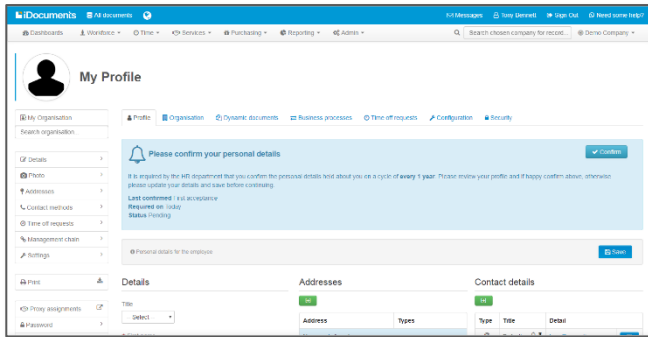 iDocuments All documents Messages Tony Bennett Sign Out Need some help?
Dashboards Workforce Time Services Purchasing Reporting Admin Search chosen company for record... Demo Company
My Profile
My Organisation Profile Organisation Dynamic documents Business processes Time off requests Configuration Security
Search organisation...
Please confirm your personal details Confirm
Details
It is required by the HR department that you confirm the personal details held about you on a cycle of every 1 year. Please review your profile and if happy confirm above, otherwise
Photo
please update your details and save before continuing.
Addresses
Last confirmed First acceptance
Contact methods
Required on Today
Status Pending
Time off requests
Management chain
Settings
Personal details for the employee Save
Print
Details Addresses Contact details
Proxy assignments
Title
Password
- Select -
Address Types Type Title Detail